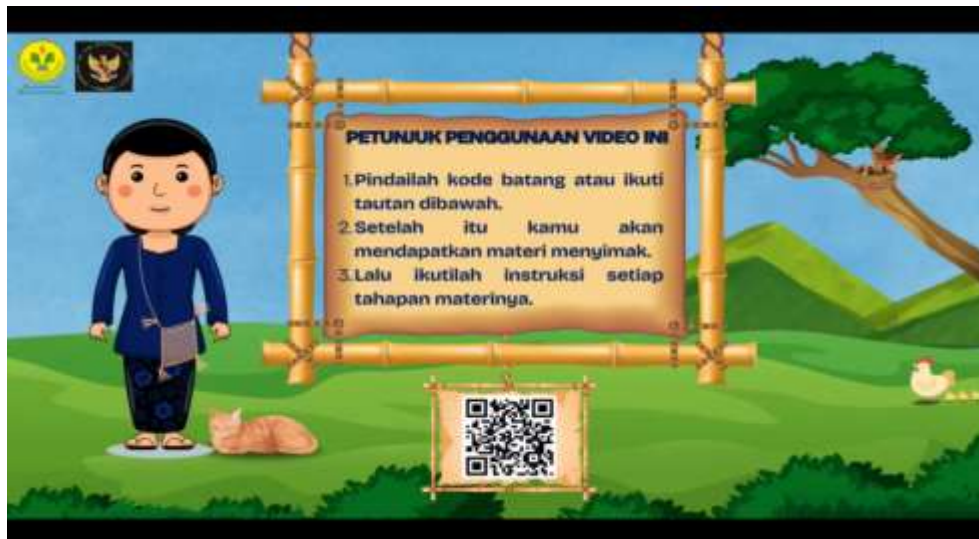 PETUNJUK PENGGUNAAN VIDEO INI
1. Pindailah kode batang atau ikuti
tautan dibawah.
2. Setelah itu kamu akan
mendapatkan materi menyimak.
3. Lalu ikutilah instruksi setiap
tahapan materinya.